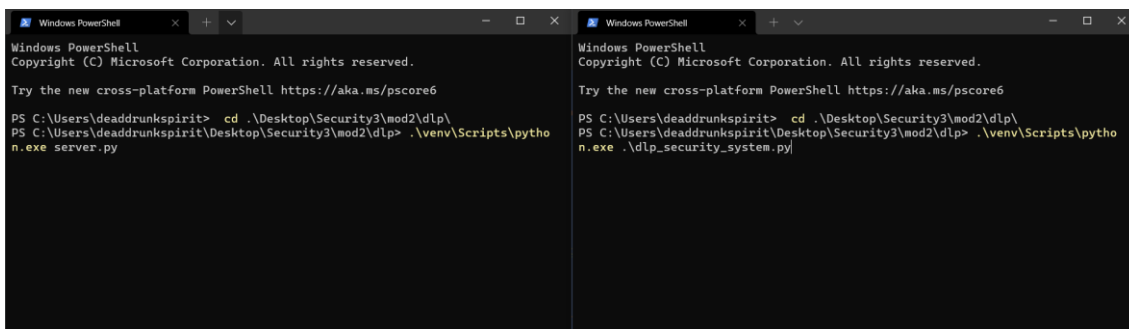 Windows PowerShell
Windows PowerShell
Copyright (C) Microsoft Corporation. All rights reserved.
Try the new cross-platform PowerShell https://aka.ms/pscore6
PS C:\Users\deaddrunkspirit>  cd .\Desktop\Security3\mod2\dlp\
PS C:\Users\deaddrunkspirit\Desktop\Security3\mod2\dlp> .\venv\Scripts\pytho
n.exe server.py
Windows PowerShell
Windows PowerShell
Copyright (C) Microsoft Corporation. All rights reserved.
Try the new cross-platform PowerShell https://aka.ms/pscore6
PS C:\Users\deaddrunkspirit>  cd .\Desktop\Security3\mod2\dlp\
PS C:\Users\deaddrunkspirit\Desktop\Security3\mod2\dlp> .\venv\Scripts\pytho
n.exe .\dlp_security_system.py